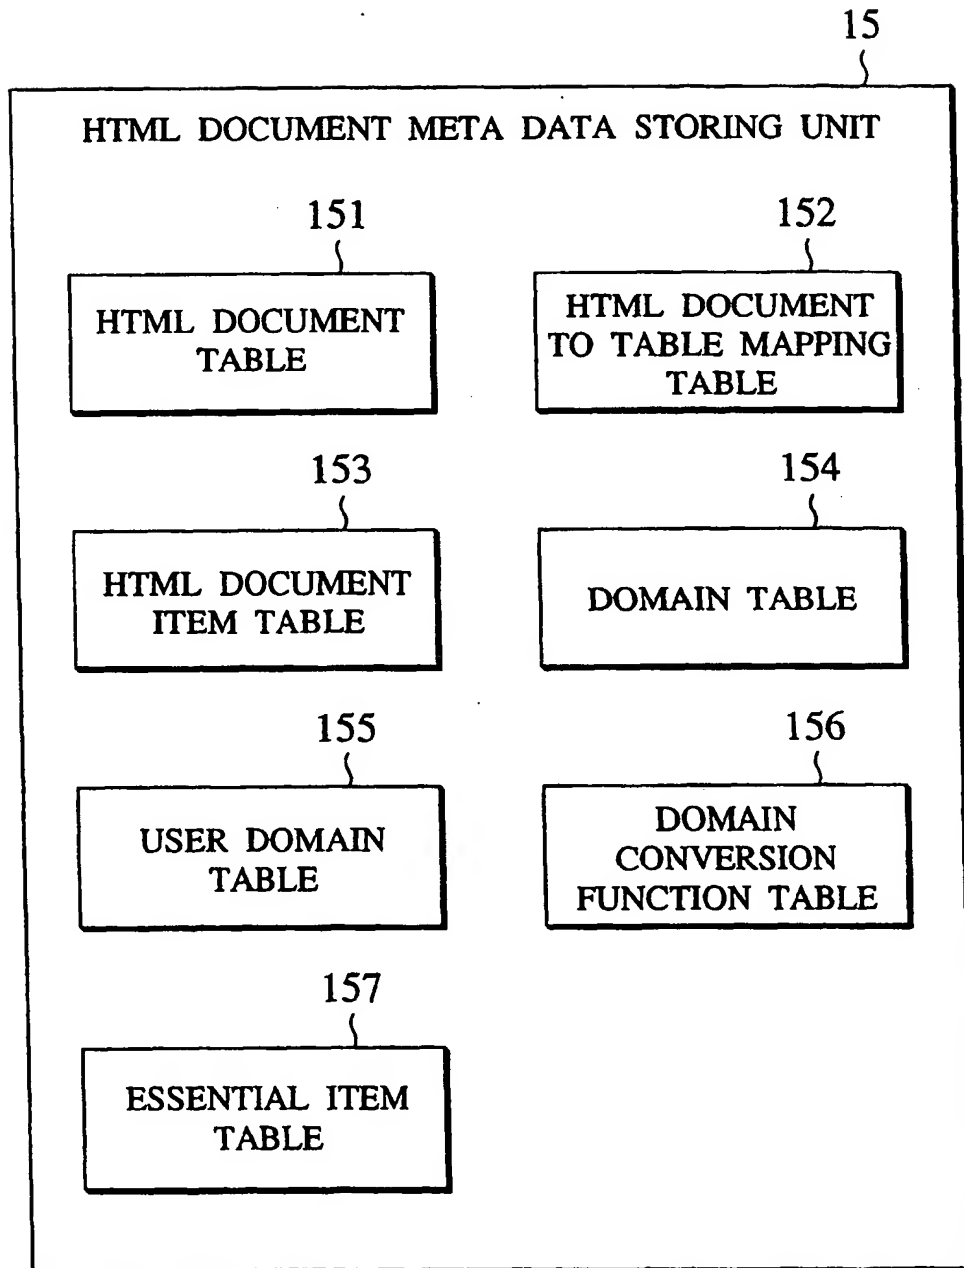 15
HTML DOCUMENT META DATA STORING UNIT
151
HTML DOCUMENT
TABLE
152
HTML DOCUMENT
TO TABLE MAPPING
TABLE
153
HTML DOCUMENT
ITEM TABLE
154
DOMAIN TABLE
155
USER DOMAIN
TABLE
156
DOMAIN
CONVERSION
FUNCTION TABLE
157
ESSENTIAL ITEM
TABLE